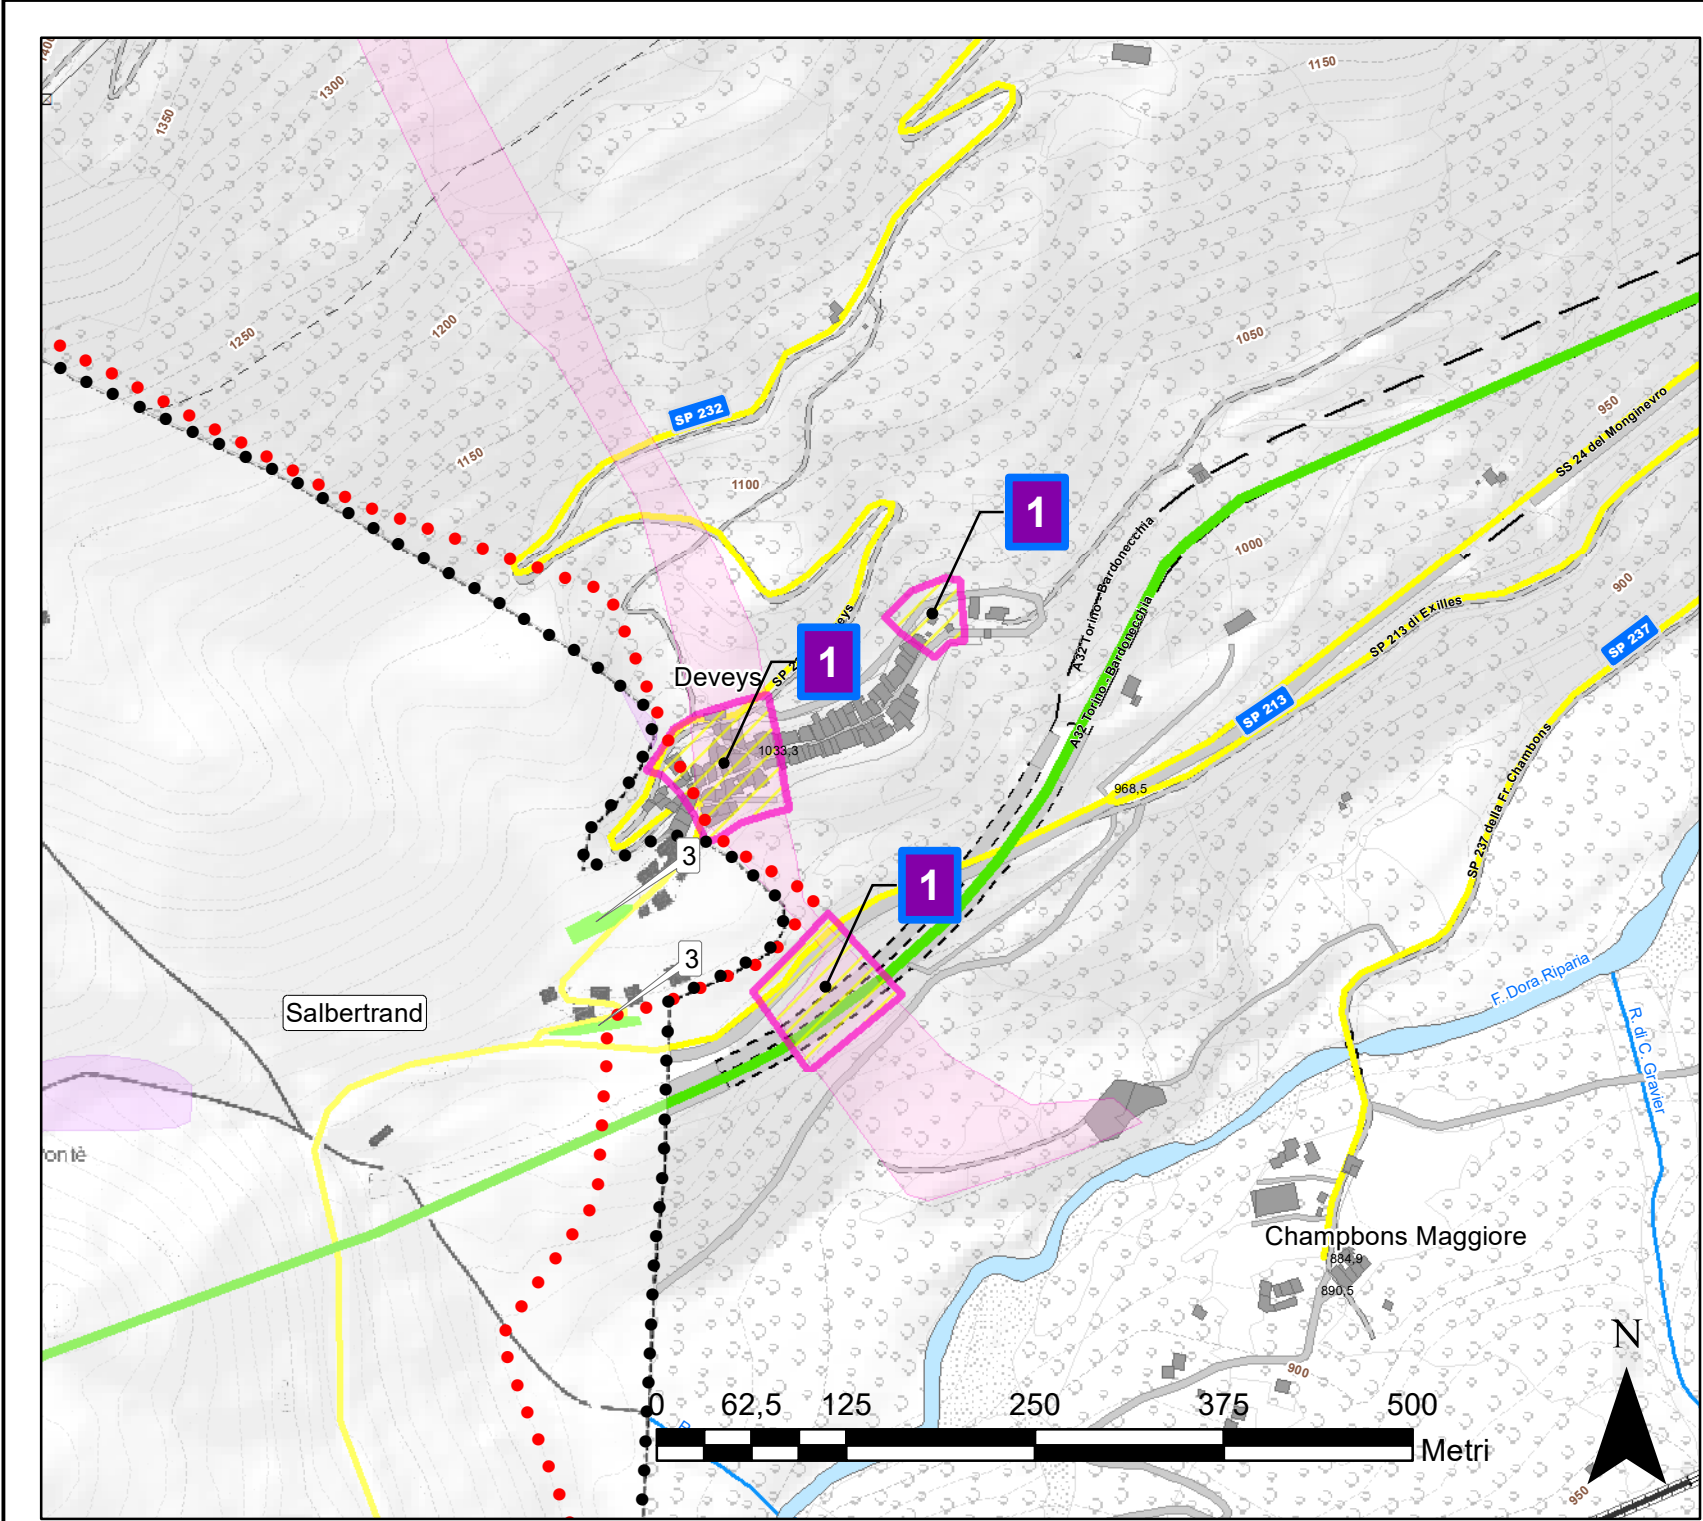 1300
1350
1150
1250
1200
SP 232
1150
1100
1050
950
SS 24 del Monginevro
1
A32 Torino - Bardonecchia
1000
900
SP 213 di Exilles
SP 237
1
Deveys
A32 Torino - Bardonecchia
SP 213
1033,3
968,5
SP 237 della Fr. Chambons
3
1
3
F. Dora Riparia
Salbertrand
R. di C. Gravier
Champbons Maggiore
884,9
890,5
N
900
0 62,5 125 250 375 500
Metri
950